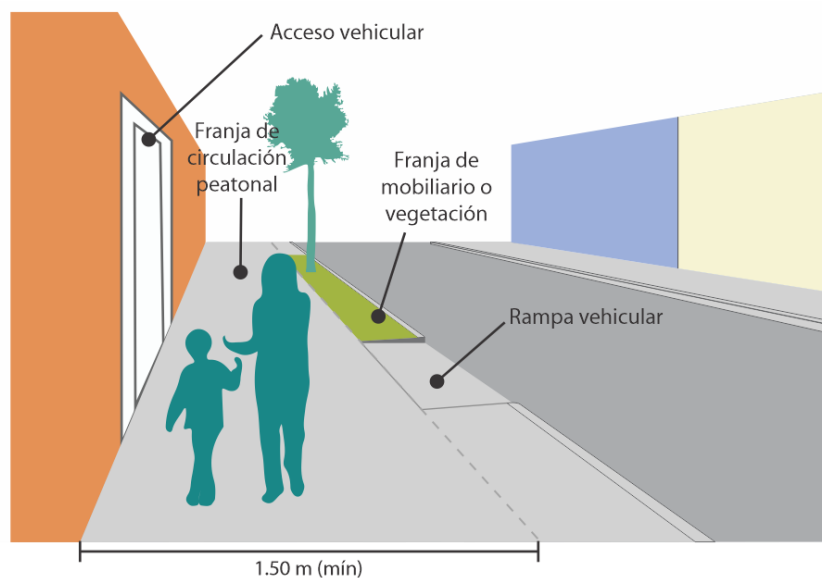 Acceso vehicular
Franja de
circulación
peatonal
Franja de
mobiliario o
vegetación
Rampa vehicular
1.50 m (mín)